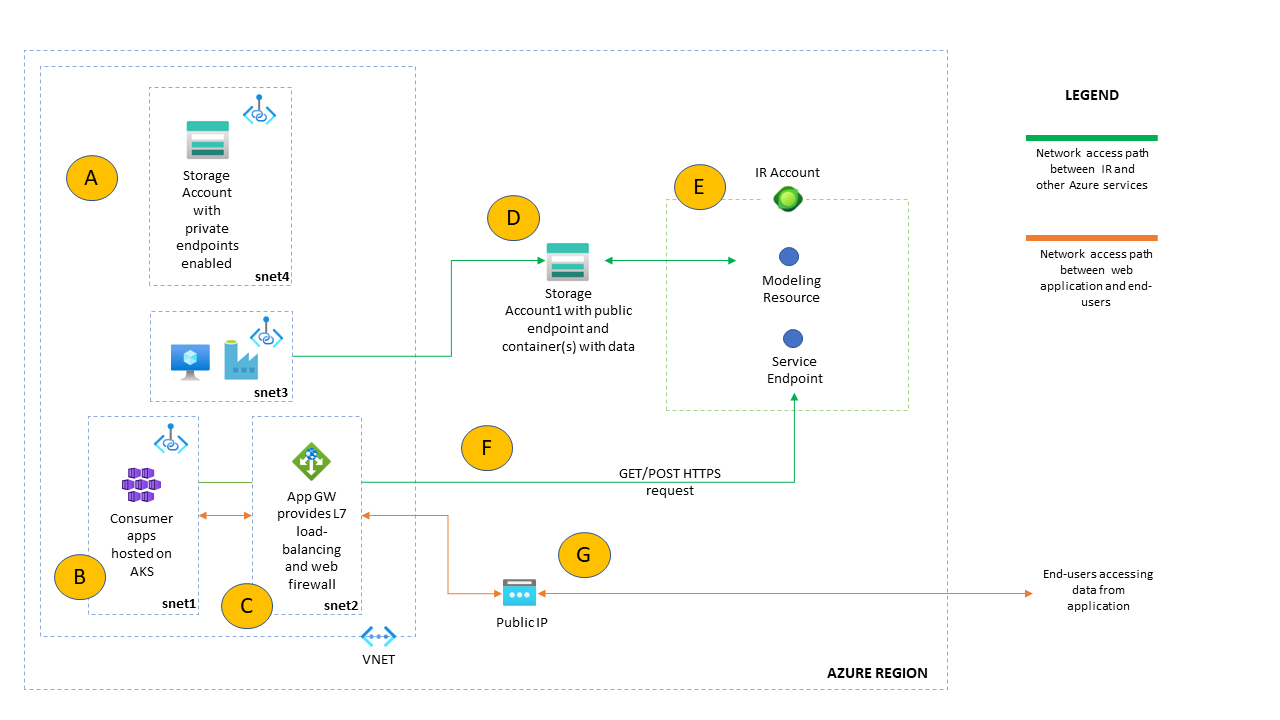 LEGEND
Network access path
between IR and
other Azure services
Network access path
between web
application and end-
users
A
Storage
Account
with
private
endpoints
enabled
snet4
E
IR Account
D
Storage
Account1 with public
endpoint and
container(s) with data
Modeling
Resource
Service
Endpoint
snet3
F
GET/POST HTTPS
request
Consumer
apps
hosted on
AKS
B
snet1
App GW
provides L7
load-
balancing
and web
firewall
C
snet2
G
Public IP
End-users accessing
data from
application
VNET
AZURE REGION